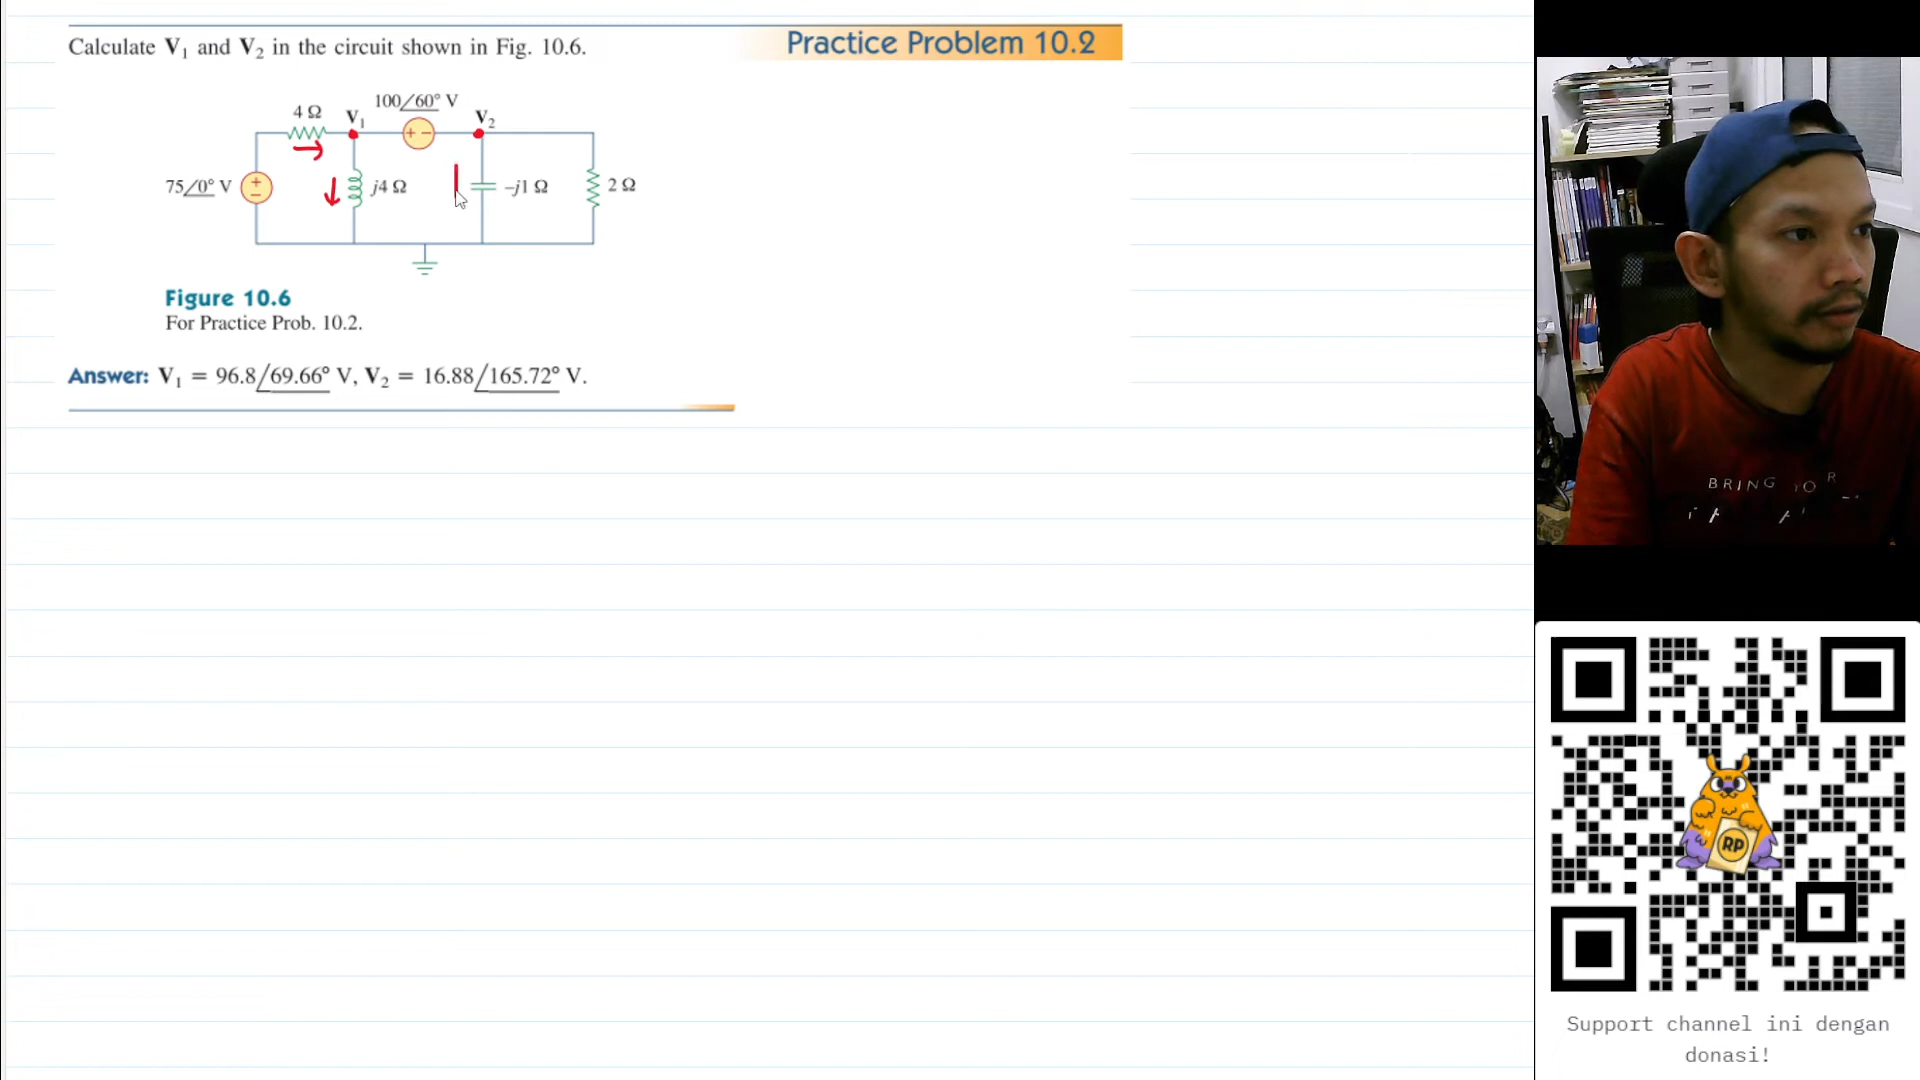 Calculate V₁ and V₂ in the circuit shown in Fig. 10.6.
Practice Problem 10.2
100/60° V
4 Ω
V₁
V₂
+ −
75/0° V
+
−
j4 Ω
−j1 Ω
2 Ω
Figure 10.6
For Practice Prob. 10.2.
Answer: V₁ = 96.8/69.66° V, V₂ = 16.88/165.72° V.
BRING YO R
RP
Support channel ini dengan
donasi!